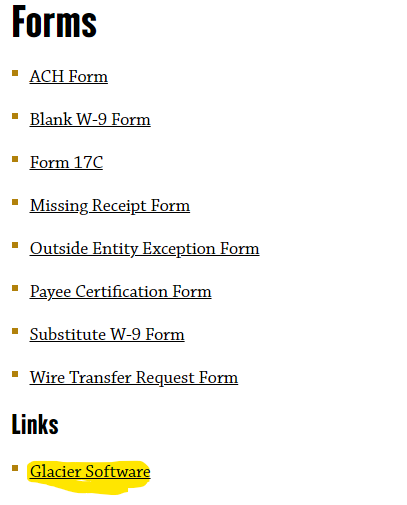 Forms
ACH Form
Blank W-9 Form
Form 17C
Missing Receipt Form
Outside Entity Exception Form
Payee Certification Form
Substitute W-9 Form
Wire Transfer Request Form
Links
Glacier Software